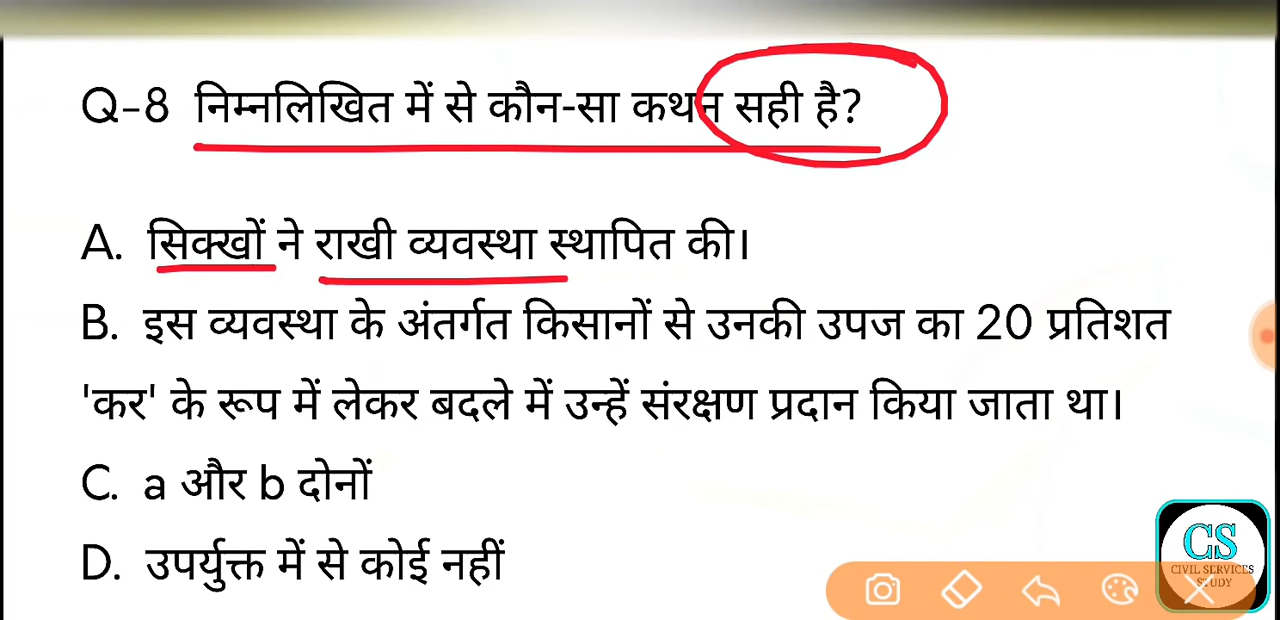 Q-8 निम्नलिखित में से कौन-सा कथन सही है?
A. सिक्खों ने राखी व्यवस्था स्थापित की।
B. इस व्यवस्था के अंतर्गत किसानों से उनकी उपज का 20 प्रतिशत
'कर' के रूप में लेकर बदले में उन्हें संरक्षण प्रदान किया जाता था।
C. a और b दोनों
D. उपर्युक्त में से कोई नहीं
CS
CIVIL SERVICES
STUDY